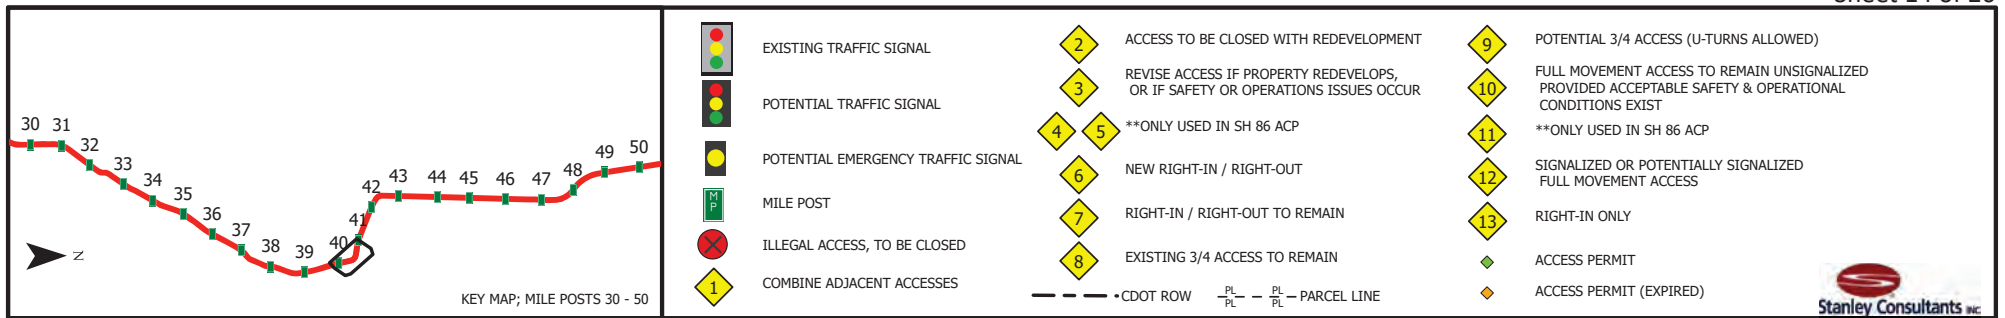 30 31 32 33 34 35 36 37 38 39 40 41 42 43 44 45 46 47 48 49 50
N
KEY MAP; MILE POSTS 30 - 50
EXISTING TRAFFIC SIGNAL
POTENTIAL TRAFFIC SIGNAL
POTENTIAL EMERGENCY TRAFFIC SIGNAL
M
P
MILE POST
ILLEGAL ACCESS, TO BE CLOSED
1 COMBINE ADJACENT ACCESSES
2 ACCESS TO BE CLOSED WITH REDEVELOPMENT
3 REVISE ACCESS IF PROPERTY REDEVELOPS,
OR IF SAFETY OR OPERATIONS ISSUES OCCUR
4 5 **ONLY USED IN SH 86 ACP
6 NEW RIGHT-IN / RIGHT-OUT
7 RIGHT-IN / RIGHT-OUT TO REMAIN
8 EXISTING 3/4 ACCESS TO REMAIN
CDOT ROW
PL PL
PL PL
PARCEL LINE
9 POTENTIAL 3/4 ACCESS (U-TURNS ALLOWED)
10 FULL MOVEMENT ACCESS TO REMAIN UNSIGNALIZED
PROVIDED ACCEPTABLE SAFETY & OPERATIONAL
CONDITIONS EXIST
11 **ONLY USED IN SH 86 ACP
12 SIGNALIZED OR POTENTIALLY SIGNALIZED
FULL MOVEMENT ACCESS
13 RIGHT-IN ONLY
ACCESS PERMIT
ACCESS PERMIT (EXPIRED)
Stanley Consultants INC